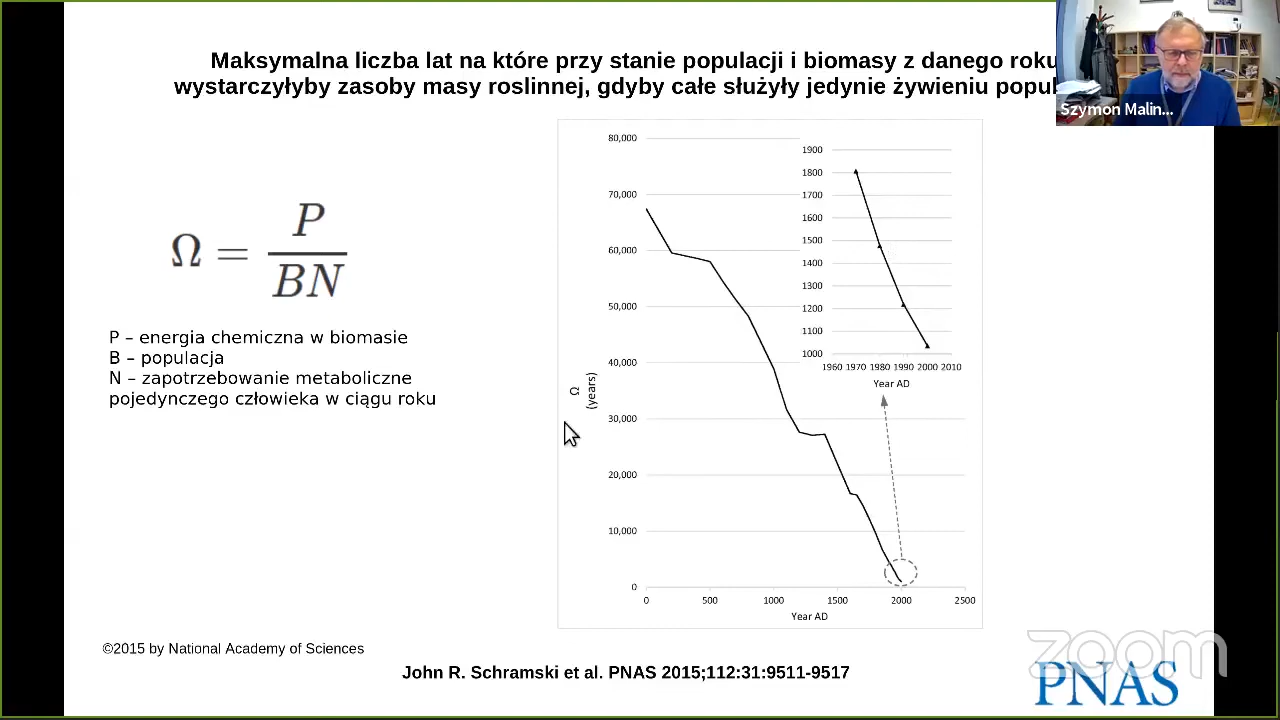 Maksymalna liczba lat na które przy stanie populacji i biomasy z danego roku
wystarczyłyby zasoby masy roslinnej, gdyby całe służyły jedynie żywieniu
Szymon Malin...
Ω = P / BN
P – energia chemiczna w biomasie
B – populacja
N – zapotrzebowanie metaboliczne
pojedynczego człowieka w ciągu roku
80,000
70,000
60,000
50,000
40,000
30,000
20,000
10,000
0
Ω
(years)
0 500 1000 1500 2000 2500
Year AD
1900
1800
1700
1600
1500
1400
1300
1200
1100
1000
1960 1970 1980 1990 2000 2010
Year AD
©2015 by National Academy of Sciences
John R. Schramski et al. PNAS 2015;112:31:9511-9517
zoom
PNAS